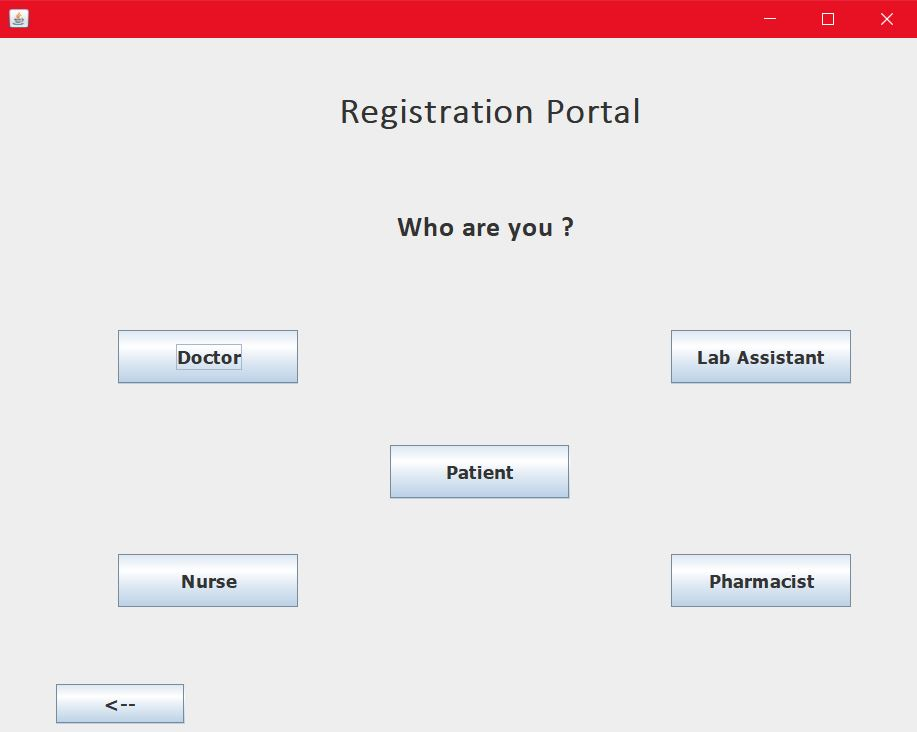 Registration Portal
Who are you ?
Doctor
Lab Assistant
Patient
Nurse
Pharmacist
<--